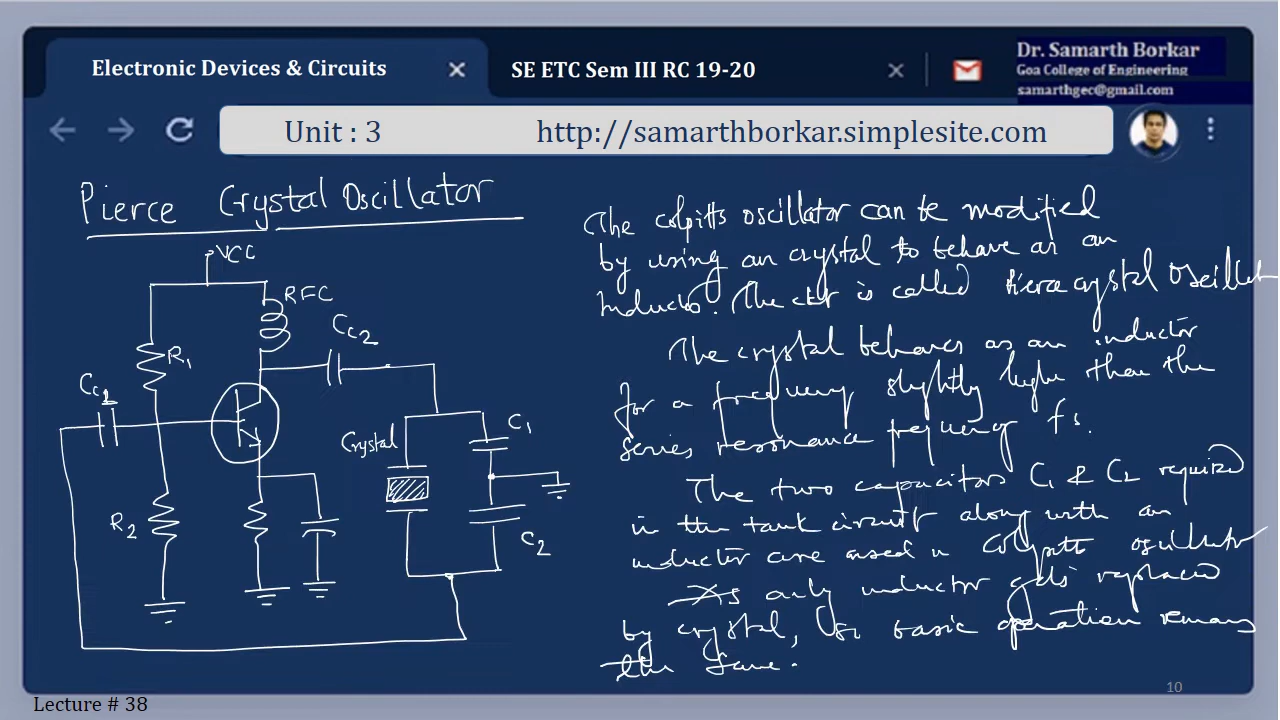 Electronic Devices & Circuits
SE ETC Sem III RC 19-20
Dr. Samarth Borkar
Goa College of Engineering
samarthgec@gmail.com
Unit : 3
http://samarthborkar.simplesite.com
Pierce Crystal Oscillator
VCC
RFC
CC2
R1
CC1
C1
Crystal
R2
C2
The colpitts oscillator can be modified
by using an crystal to behave as an
inductor. The ckt is called Pierce crystal Oscillator
The crystal behaves as an inductor
for a frequency slightly higher than the
series resonance frequency fs.
The two capacitors C1 & C2 required
in the tank circuit along with an
inductor are used in Colpitts oscillator
As only inductor gets replaced
by crystal, basic operation remains
the same.
10
Lecture # 38